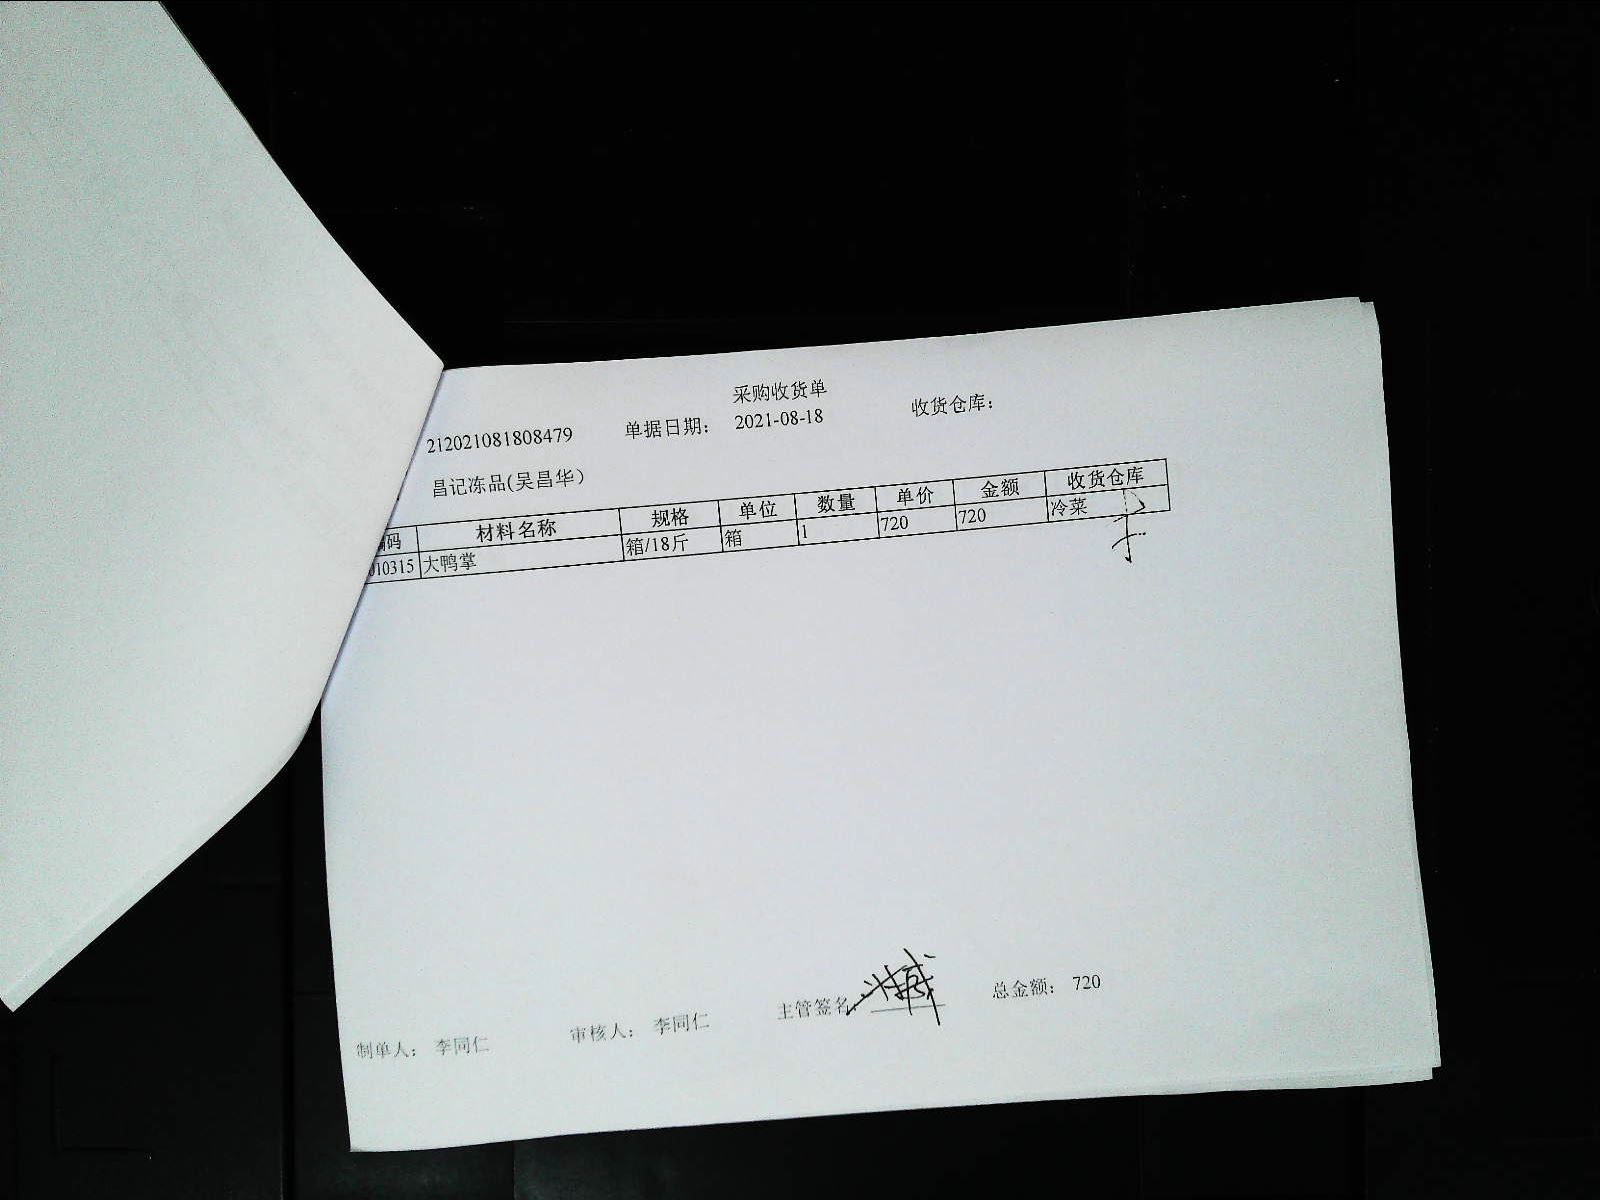 采购收货单
212021081808479 单据日期： 2021-08-18 收货仓库：
昌记冻品(吴昌华)
码 材料名称 规格 单位 数量 单价 金额 收货仓库
010315 大鸭掌 箱/18斤 箱 1 720 720 冷菜
制单人： 李同仁 审核人： 李同仁 主管签名 总金额： 720